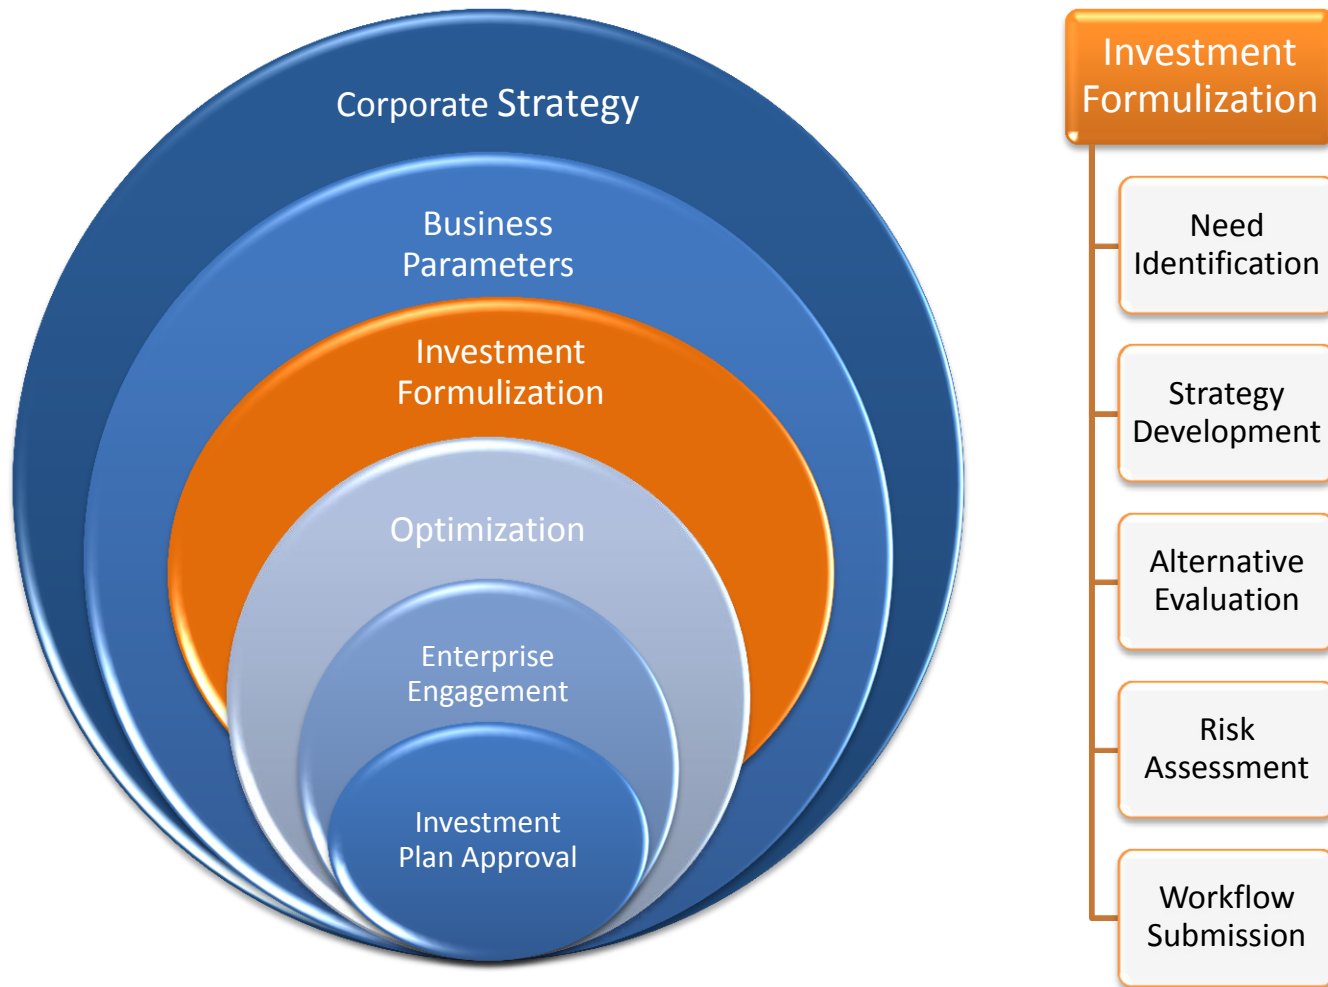 Corporate Strategy
Business
Parameters
Investment
Formulization
Optimization
Enterprise
Engagement
Investment
Plan Approval
Investment
Formulization
Need
Identification
Strategy
Development
Alternative
Evaluation
Risk
Assessment
Workflow
Submission